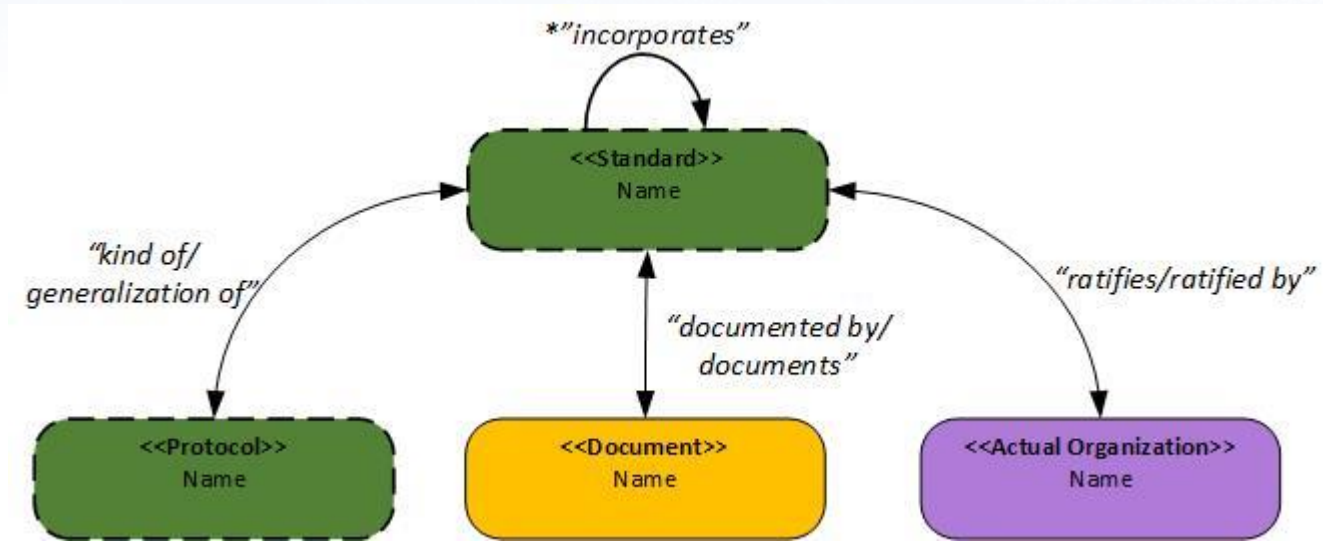 *”incorporates”
<<Standard>>
Name
“kind of/
generalization of”
“ratifies/ratified by”
“documented by/
documents”
<<Protocol>>
Name
<<Document>>
Name
<<Actual Organization>>
Name